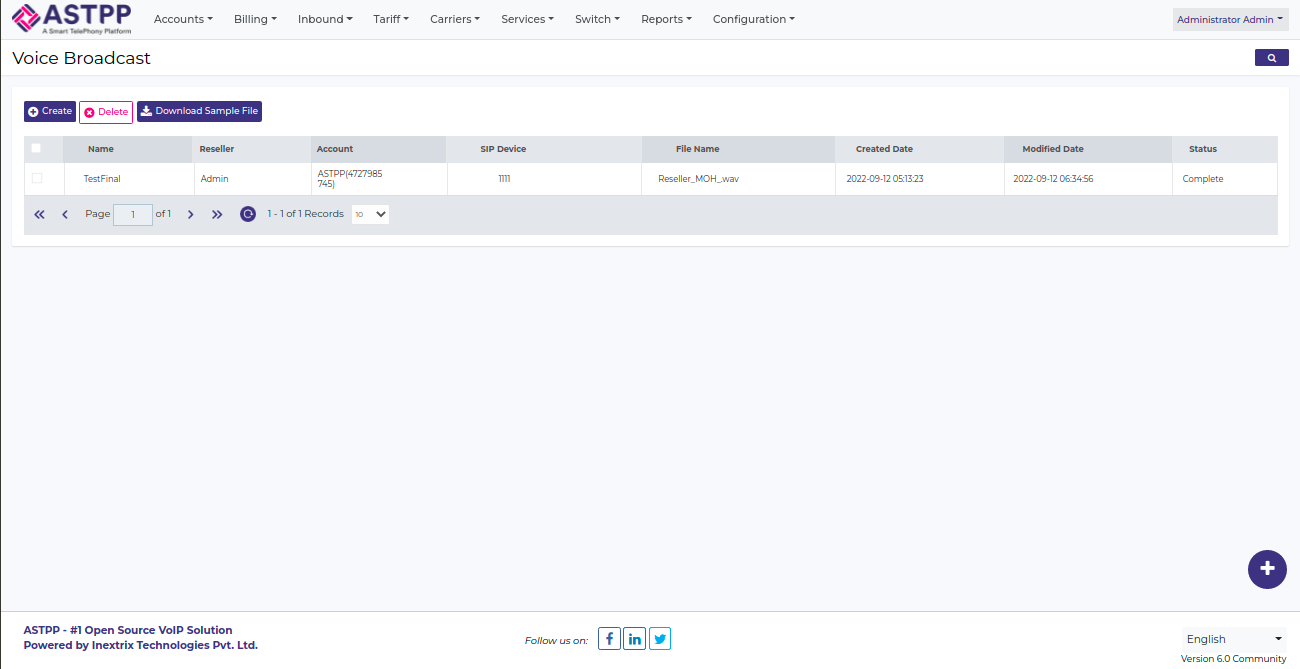 ASTPP
A Smart TelePhony Platform
Accounts Billing Inbound Tariff Carriers Services Switch Reports Configuration
Administrator Admin
Voice Broadcast
Create Delete Download Sample File
Name Reseller Account SIP Device File Name Created Date Modified Date Status
TestFinal Admin ASTPP(4727985
745) 1111 Reseller_MOH_.wav 2022-09-12 05:13:23 2022-09-12 06:34:56 Complete
Page 1 of 1 1 - 1 of 1 Records 10
ASTPP - #1 Open Source VoIP Solution
Powered by Inextrix Technologies Pvt. Ltd.
Follow us on:
English
Version 6.0 Community